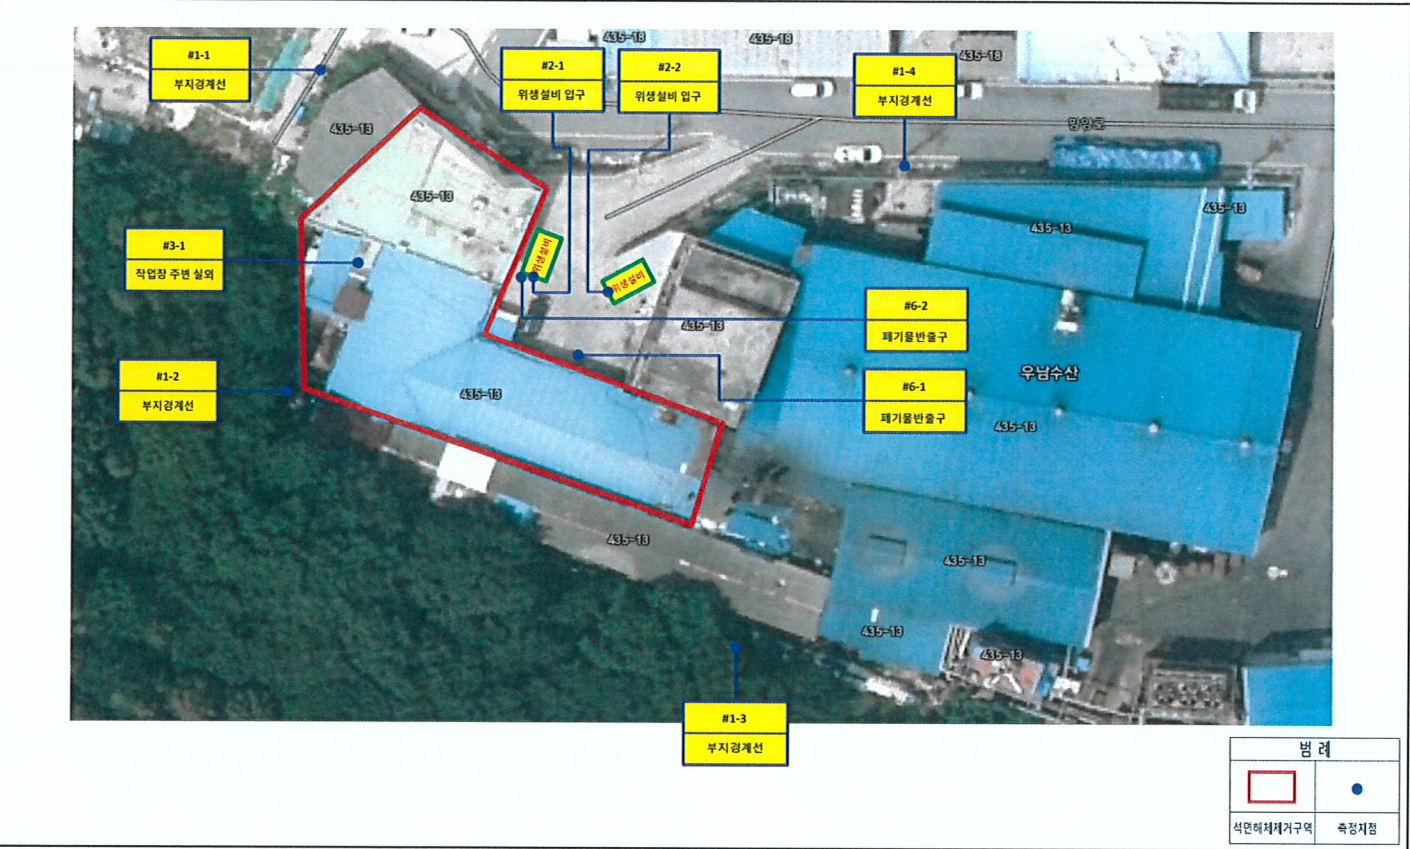 435-18
435-18
435-18
#1-1
부지경계선
#2-1
위생설비 입구
#2-2
위생설비 입구
#1-4
부지경계선
435-13
435-13
435-13
435-13
#3-1
작업장 주변 실외
위생설비
위생설비
#6-2
폐기물반출구
435-13
#6-1
폐기물반출구
우남수산
#1-2
부지경계선
435-13
435-13
435-13
435-13
435-13
435-13
#1-3
부지경계선
범 례
석면해체제거구역
측정지점